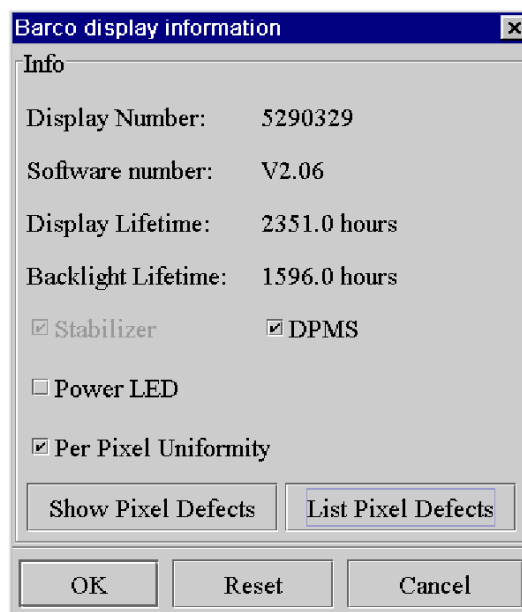 Barco display information
Info
Display Number: 5290329
Software number: V2.06
Display Lifetime: 2351.0 hours
Backlight Lifetime: 1596.0 hours
Stabilizer DPMS
Power LED
Per Pixel Uniformity
Show Pixel Defects List Pixel Defects
OK Reset Cancel